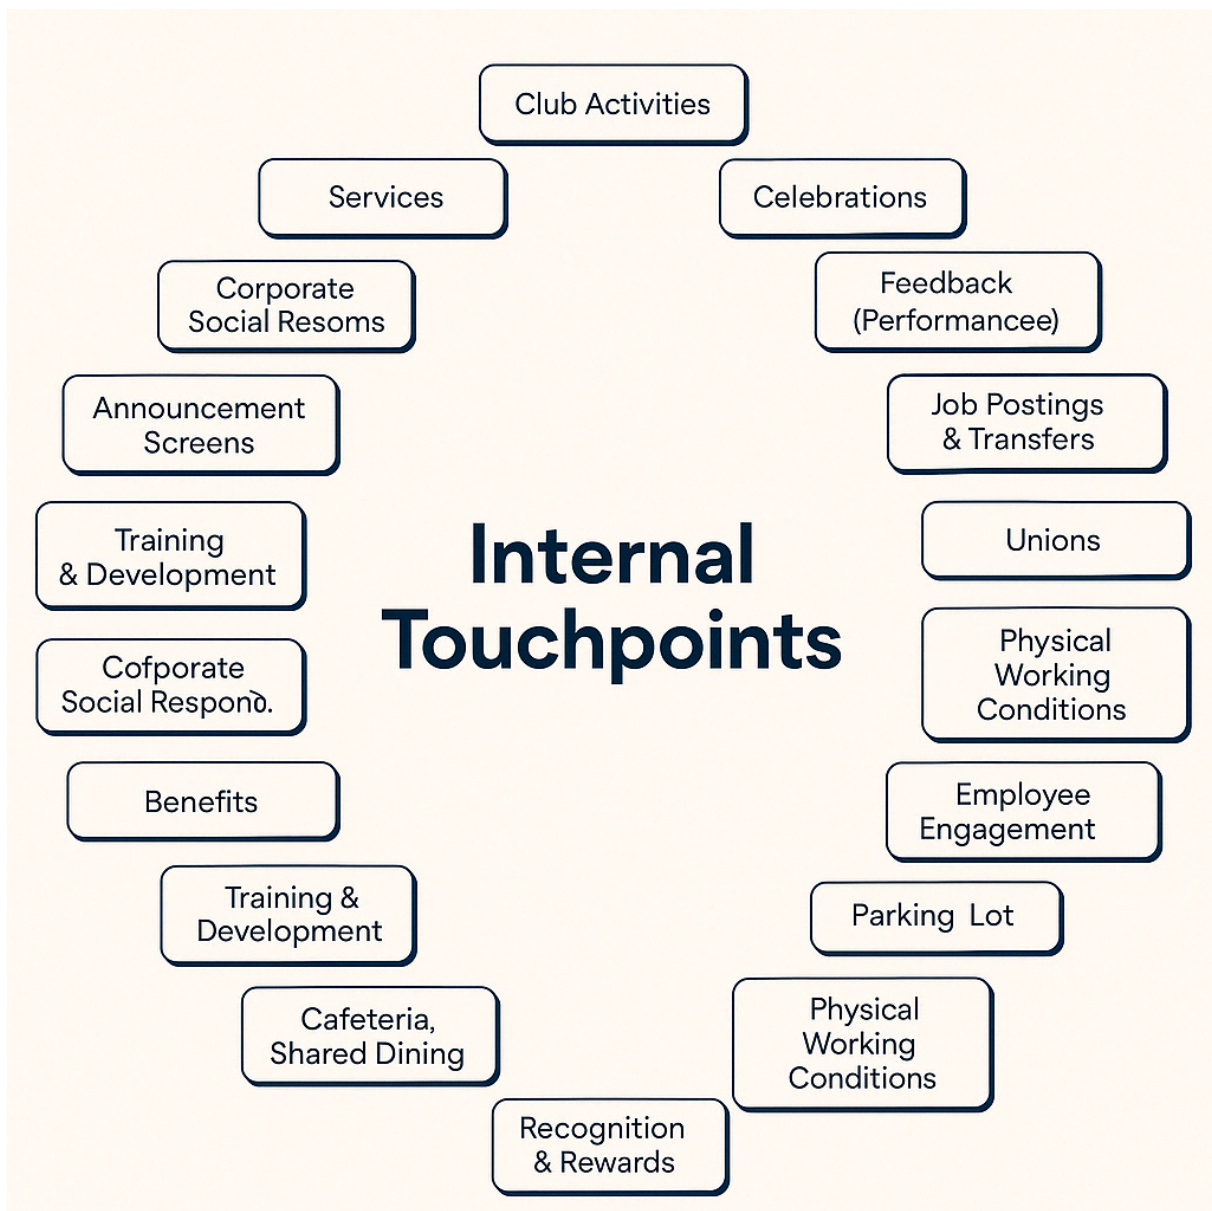 Club Activities
Services
Celebrations
Corporate
Social Resoms
Feedback
(Performancee)
Announcement
Screens
Job Postings
& Transfers
Training
& Development
Unions
Internal
Touchpoints
Cofporate
Social
Physical
Working
Conditions
Benefits
Employee
Engagement
Training &
Development
Parking Lot
Cafeteria,
Shared Dining
Physical
Working
Conditions
Recognition
& Rewards